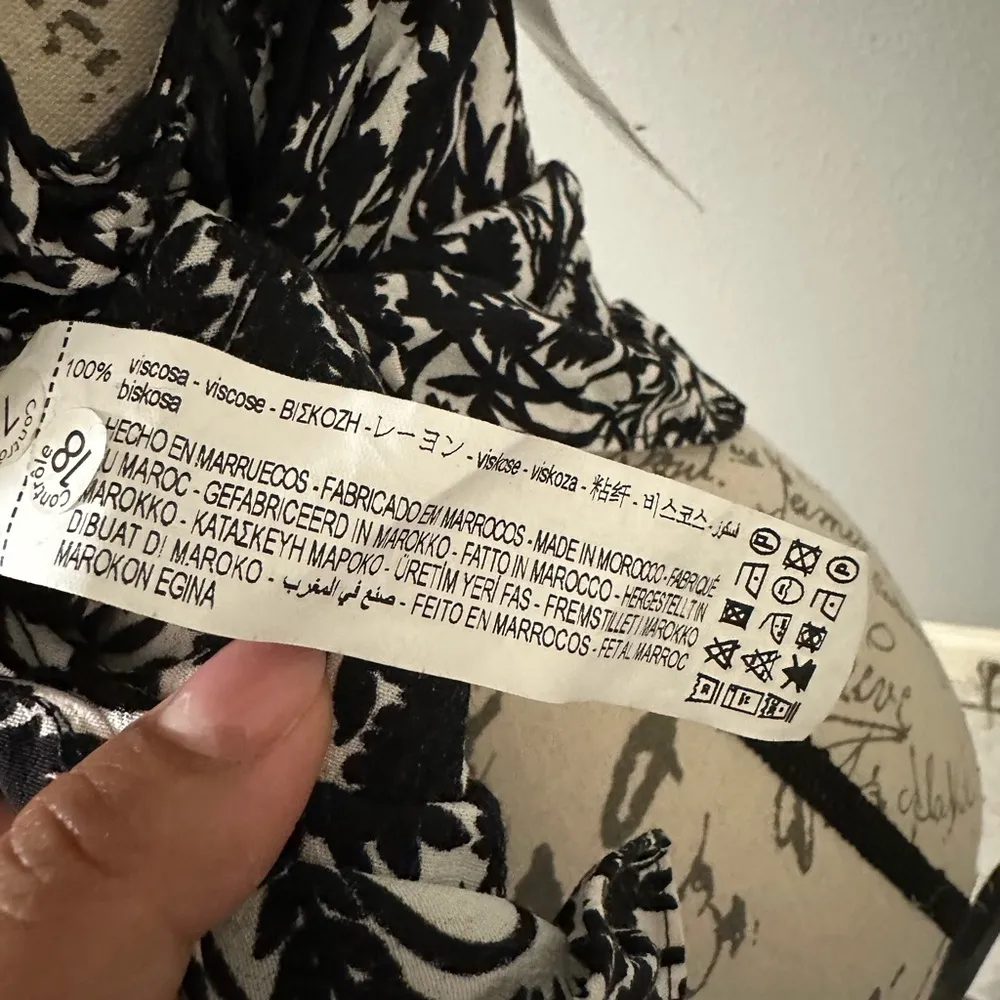 100% viscosa - viscose - ΒΙΣΚΟΖΗ - レーヨン - viskose - viskoza - 粘纤 - 비스코스 - فسكوز
biskosa
HECHO EN MARRUECOS - FABRICADO EM MARROCOS - MADE IN MOROCCO - FABRIQUÉ
AU MAROC - GEFABRICEERD IN MAROKKO - FATTO IN MAROCCO - HERGESTELLT IN
MAROKKO - ΚΑΤΑΣΚΕΥΗ ΜΑΡΟΚΟ - ÜRETİM YERİ FAS - FREMSTILLET I MAROKKO
DIBUAT DI MAROKO - صنع في المغرب - FEITO EN MARROCOS - FET AL MARROC
MAROKON EGINA
Contrôle
18